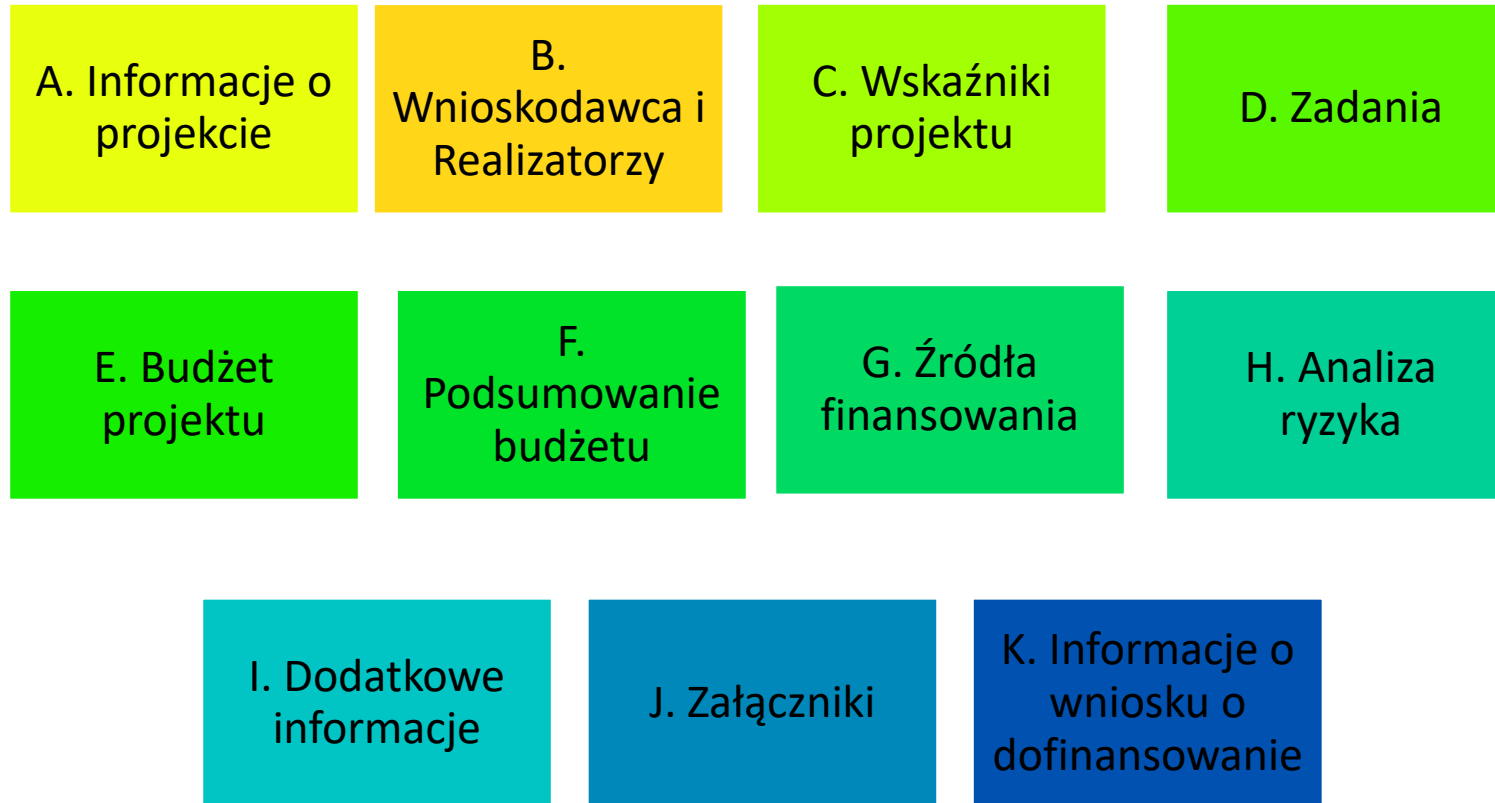 A. Informacje o
projekcie
B.
Wnioskodawca i
Realizatorzy
C. Wskaźniki
projektu
D. Zadania
E. Budżet
projektu
F.
Podsumowanie
budżetu
G. Źródła
finansowania
H. Analiza
ryzyka
I. Dodatkowe
informacje
J. Załączniki
K. Informacje o
wniosku o
dofinansowanie